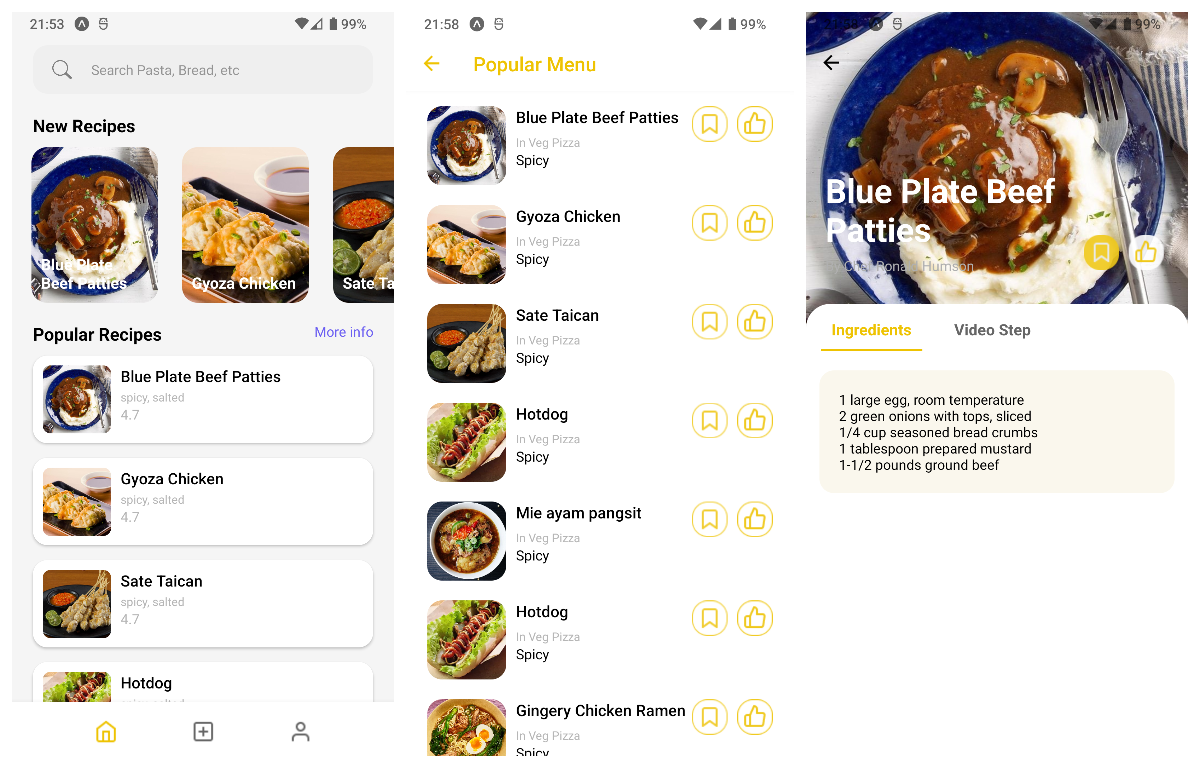 21:53
99%
Search Pasta, Bread, etc
New Recipes
Blue Plate
Beef Patties
Gyoza Chicken
Sate Ta
Popular Recipes
More info
Blue Plate Beef Patties
spicy, salted
4.7
Gyoza Chicken
spicy, salted
4.7
Sate Taican
spicy, salted
4.7
Hotdog
spicy, salted
21:58
99%
Popular Menu
Blue Plate Beef Patties
In Veg Pizza
Spicy
Gyoza Chicken
In Veg Pizza
Spicy
Sate Taican
In Veg Pizza
Spicy
Hotdog
In Veg Pizza
Spicy
Mie ayam pangsit
In Veg Pizza
Spicy
Hotdog
In Veg Pizza
Spicy
Gingery Chicken Ramen
In Veg Pizza
Spicy
99%
Blue Plate Beef
Patties
by Chef Ronald Humson
Ingredients
Video Step
1 large egg, room temperature
2 green onions with tops, sliced
1/4 cup seasoned bread crumbs
1 tablespoon prepared mustard
1-1/2 pounds ground beef